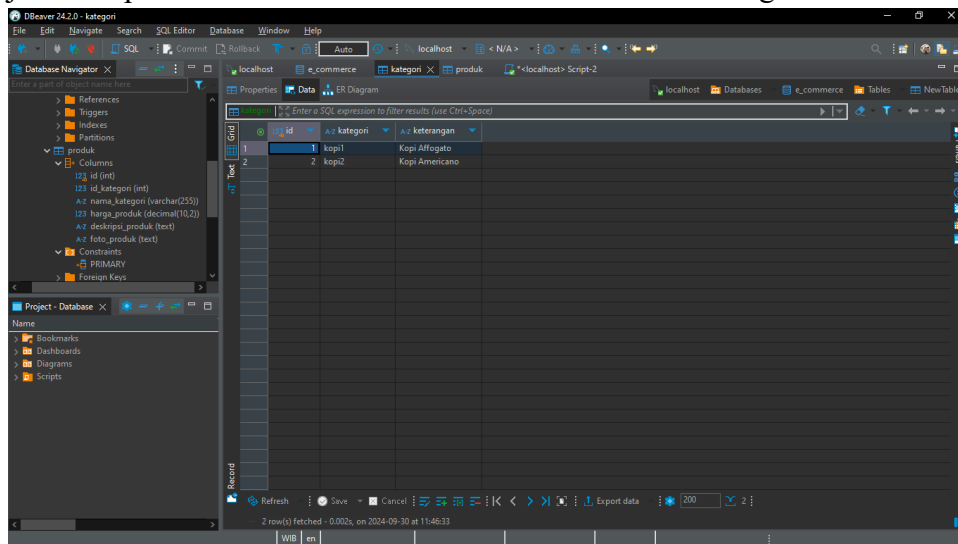 DBeaver 24.2.0 - kategori
File Edit Navigate Search SQL Editor Database Window Help
SQL Commit Rollback Auto localhost < N/A >
Database Navigator localhost e_commerce kategori produk *<localhost> Script-2
Enter a part of object name here
Properties Data ER Diagram localhost Databases e_commerce Tables NewTable
kategori Enter a SQL expression to filter results (use Ctrl+Space)
References
Triggers
Indexes
Partitions
produk
Columns
123 id (int)
123 id_kategori (int)
A-Z nama_kategori (varchar(255))
123 harga_produk (decimal(10,2))
A-Z deskripsi_produk (text)
A-Z foto_produk (text)
Constraints
PRIMARY
Foreign Keys
Grid
Text
Record
123 id A-Z kategori A-Z keterangan
1 1 kopi1 Kopi Affogato
2 2 kopi2 Kopi Americano
Project - Database
Name
Bookmarks
Dashboards
Diagrams
Scripts
Refresh Save Cancel Export data 200 2
2 row(s) fetched - 0.002s, on 2024-09-30 at 11:46:33
WIB en